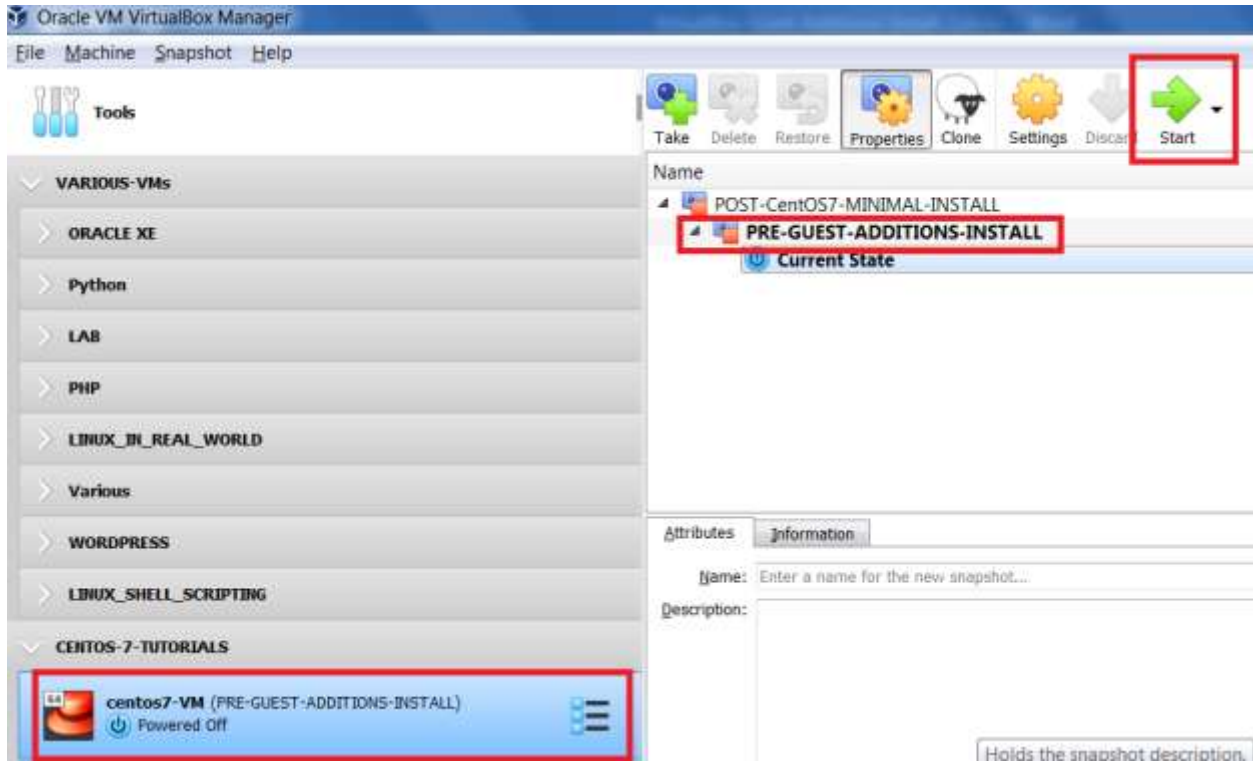 Oracle VM VirtualBox Manager
File Machine Snapshot Help
Tools
VARIOUS-VMs
ORACLE XE
Python
LAB
PHP
LINUX_IN_REAL_WORLD
Various
WORDPRESS
LINUX_SHELL_SCRIPTING
CENTOS-7-TUTORIALS
64
centos7-VM (PRE-GUEST-ADDITIONS-INSTALL)
Powered Off
Take Delete Restore Properties Clone Settings Discard Start
Name
POST-CentOS7-MINIMAL-INSTALL
PRE-GUEST-ADDITIONS-INSTALL
Current State
Attributes Information
Name: Enter a name for the new snapshot...
Description:
Holds the snapshot description.